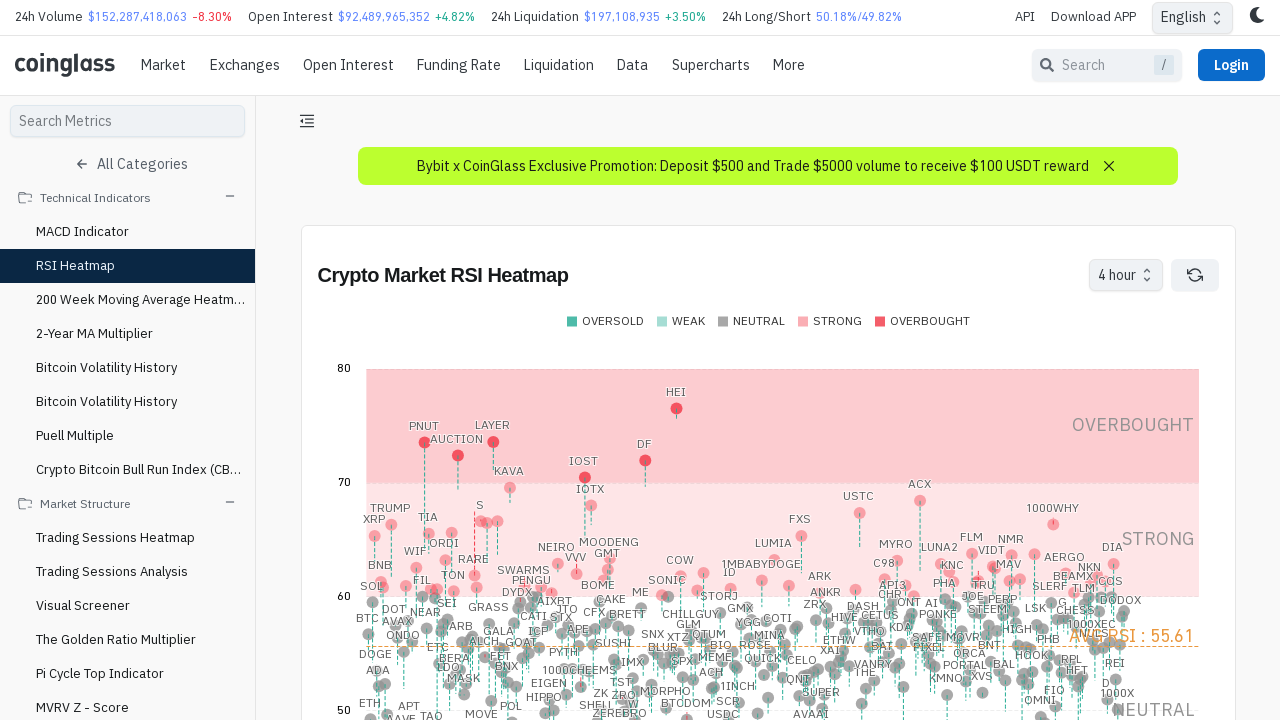 24h Volume $152,287,418,063 -8.30% Open Interest $92,489,965,352 +4.82% 24h Liquidation $197,108,935 +3.50% 24h Long/Short 50.18%/49.82% API Download APP English
coinglass Market Exchanges Open Interest Funding Rate Liquidation Data Supercharts More Search / Login
Search Metrics
All Categories
Technical Indicators
MACD Indicator
RSI Heatmap
200 Week Moving Average Heatm...
2-Year MA Multiplier
Bitcoin Volatility History
Bitcoin Volatility History
Puell Multiple
Crypto Bitcoin Bull Run Index (CB...
Market Structure
Trading Sessions Heatmap
Trading Sessions Analysis
Visual Screener
The Golden Ratio Multiplier
Pi Cycle Top Indicator
MVRV Z - Score
Bybit x CoinGlass Exclusive Promotion: Deposit $500 and Trade $5000 volume to receive $100 USDT reward
Crypto Market RSI Heatmap 4 hour
OVERSOLD WEAK NEUTRAL STRONG OVERBOUGHT
80
HEI
PNUT LAYER OVERBOUGHT
AUCTION DF
IOST
KAVA
70 ACX
IOTX
S USTC
TRUMP 1000WHY
XRP TIA FXS
ORDI NEIRO MOODENG LUMIA MYRO LUNA2 FLM NMR DIA STRONG
WIF GMT VIDT
BNB RARE VVV COW 1MBABYDOGE C98 KNC MAV AERGO NKN
TON SWARMS ID ARK BEAMX
SOL FIL PENGU BOME SONIC API3 PHA TRU SLERF TLM CQS
60 DYDX ME STORJ ANKR CHR JOE
SEI AIXBT CAKE ZRX ONT AI PERP DODOX
DOT NEAR GRASS JTO CFX BRETT CHILLGUY GMX DASH STEEM LSK CHESS
BTC AVAX CATI STX YGG COTI HIVE CETUS PONKE
ARB GLM KDA 1000XEC
ONDO GALA ICP APE SNX XTZ QTUM MINA VTHO SAFE MOVR HIGH PHB AVG RSI : 55.61
ETC ALCH GOAT SUSHI BLUR BIO ROSE ETHW BAT PIXEL BNT
DOGE BERA FET PYTH IMX SPX MEME QUICK CELO XAI ORCA HOOK RPL REI
ADA LDO BNX 1000CHEEMS ACH VANRY PORTAL BAL HFT
MASK EIGEN TST 1INCH QNT THE KMNO XVS
ETH HIPPO ZK ZRO MORPHO SUPER FIO 1000X
APT POL SHELL W BTCDOM SCR OMNI
50 AAVE TAO MOVE ZEREBRO USDC AVAAI NEUTRAL